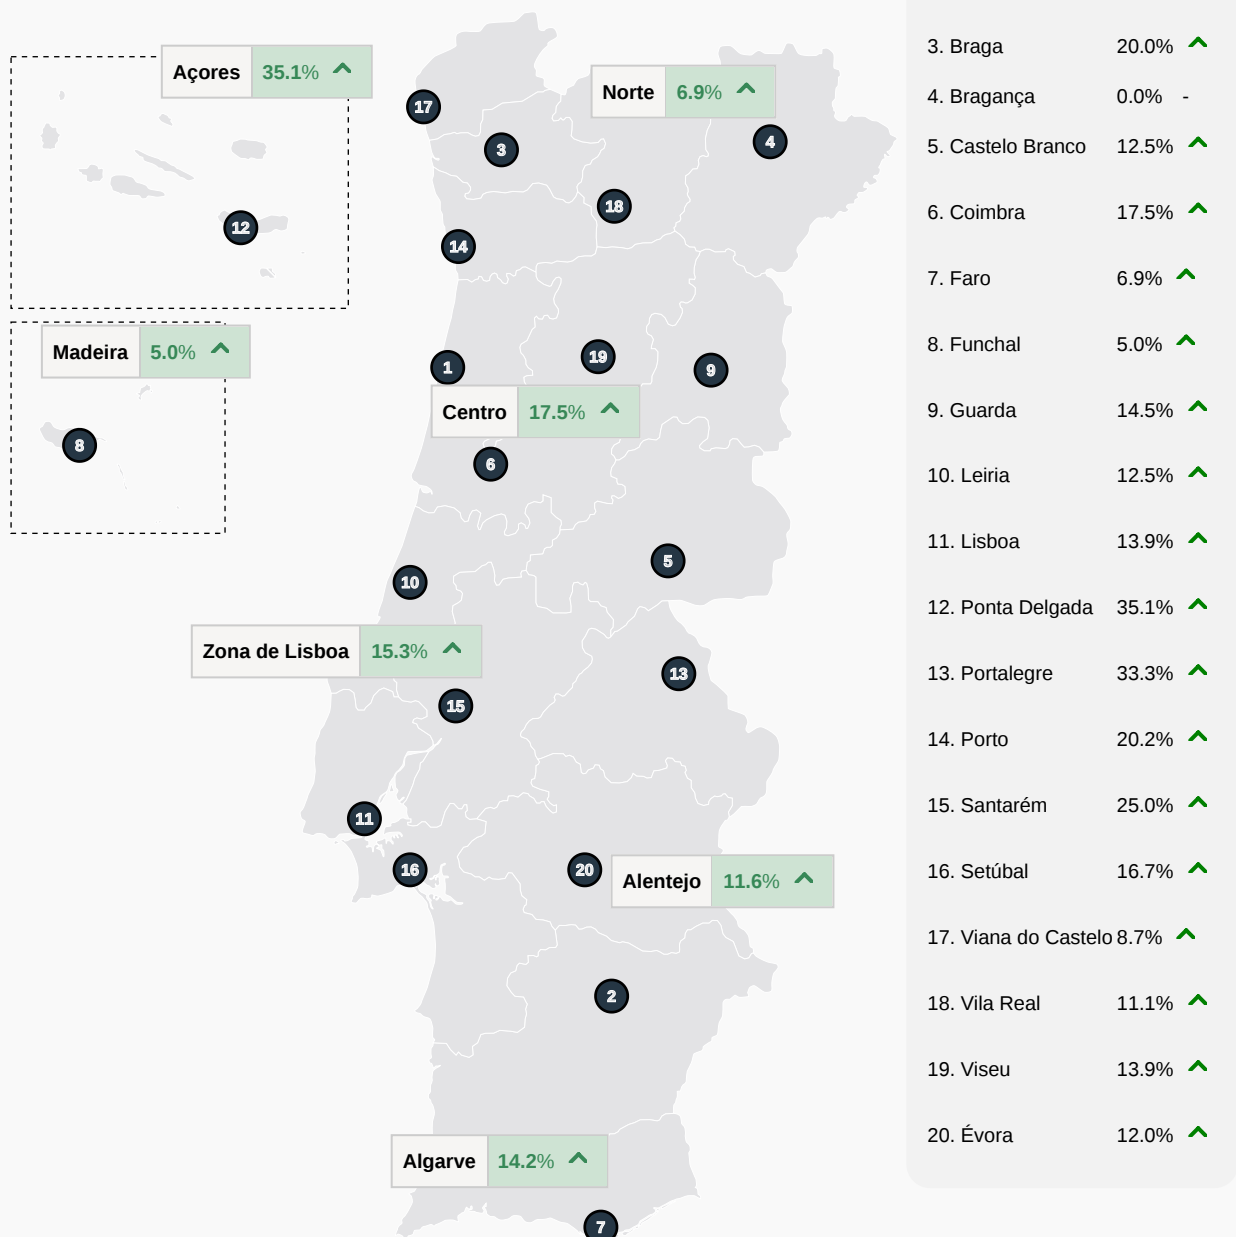 Açores 35.1%
Norte 6.9%
17
3
4
18
12
14
Madeira 5.0%
1
19
9
Centro 17.5%
8
6
5
10
Zona de Lisboa 15.3%
13
15
11
16
20
Alentejo 11.6%
2
Algarve 14.2%
7
3. Braga 20.0%
4. Bragança 0.0% -
5. Castelo Branco 12.5%
6. Coimbra 17.5%
7. Faro 6.9%
8. Funchal 5.0%
9. Guarda 14.5%
10. Leiria 12.5%
11. Lisboa 13.9%
12. Ponta Delgada 35.1%
13. Portalegre 33.3%
14. Porto 20.2%
15. Santarém 25.0%
16. Setúbal 16.7%
17. Viana do Castelo 8.7%
18. Vila Real 11.1%
19. Viseu 13.9%
20. Évora 12.0%